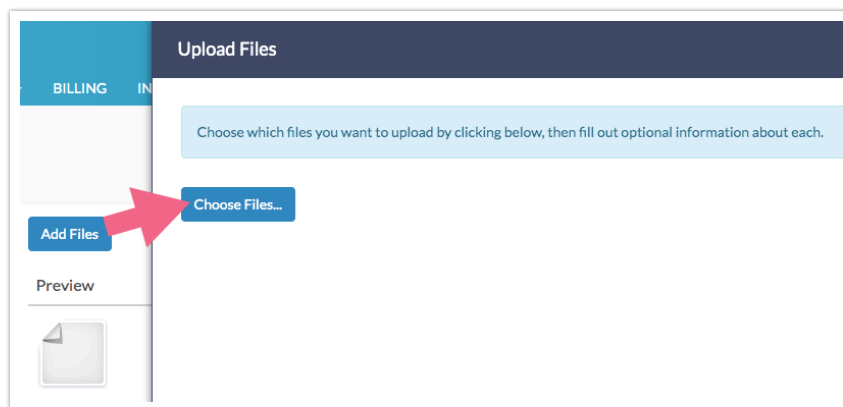 Upload Files
BILLING IN
Choose which files you want to upload by clicking below, then fill out optional information about each.
Choose Files...
Add Files
Preview